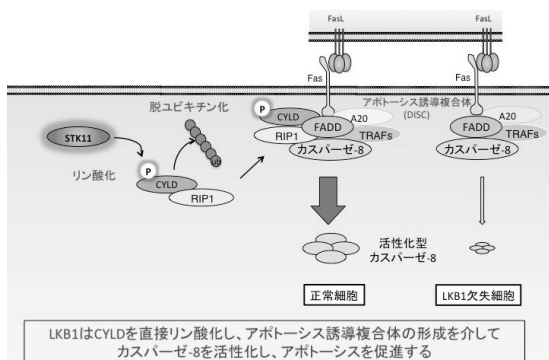 FasL
FasL
Fas
Fas
アポトーシス誘導複合体
(DISC)
脱ユビキチン化
P
CYLD
A20
A20
STK11
RIP1
FADD
TRAFs
FADD
TRAFs
カスパーゼ-8
カスパーゼ-8
リン酸化
P
CYLD
Ub
RIP1
活性化型
カスパーゼ-8
正常細胞
LKB1欠失細胞
LKB1はCYLDを直接リン酸化し、アポトーシス誘導複合体の形成を介して
カスパーゼ-8を活性化し、アポトーシスを促進する